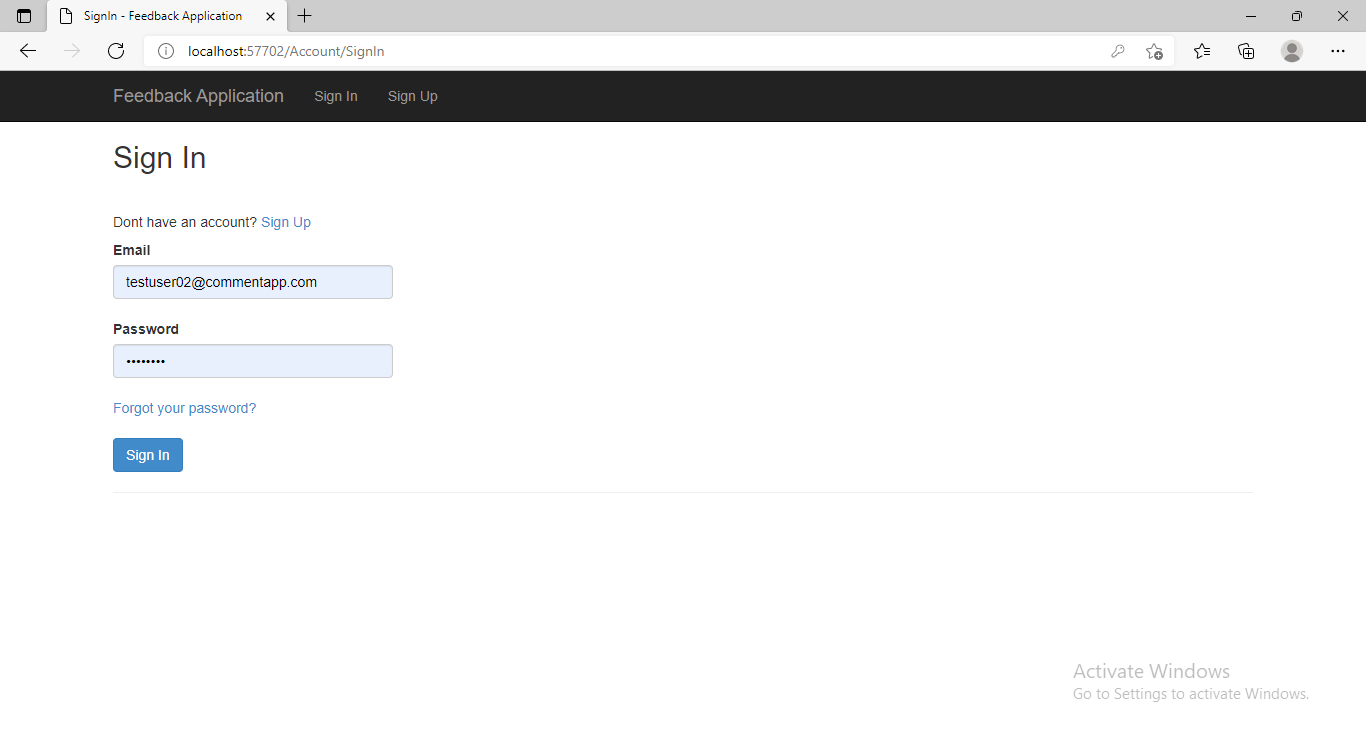 SignIn - Feedback Application
localhost:57702/Account/SignIn
Feedback Application Sign In Sign Up
Sign In
Dont have an account? Sign Up
Email
testuser02@commentapp.com
Password
••••••••
Forgot your password?
Sign In
Activate Windows
Go to Settings to activate Windows.